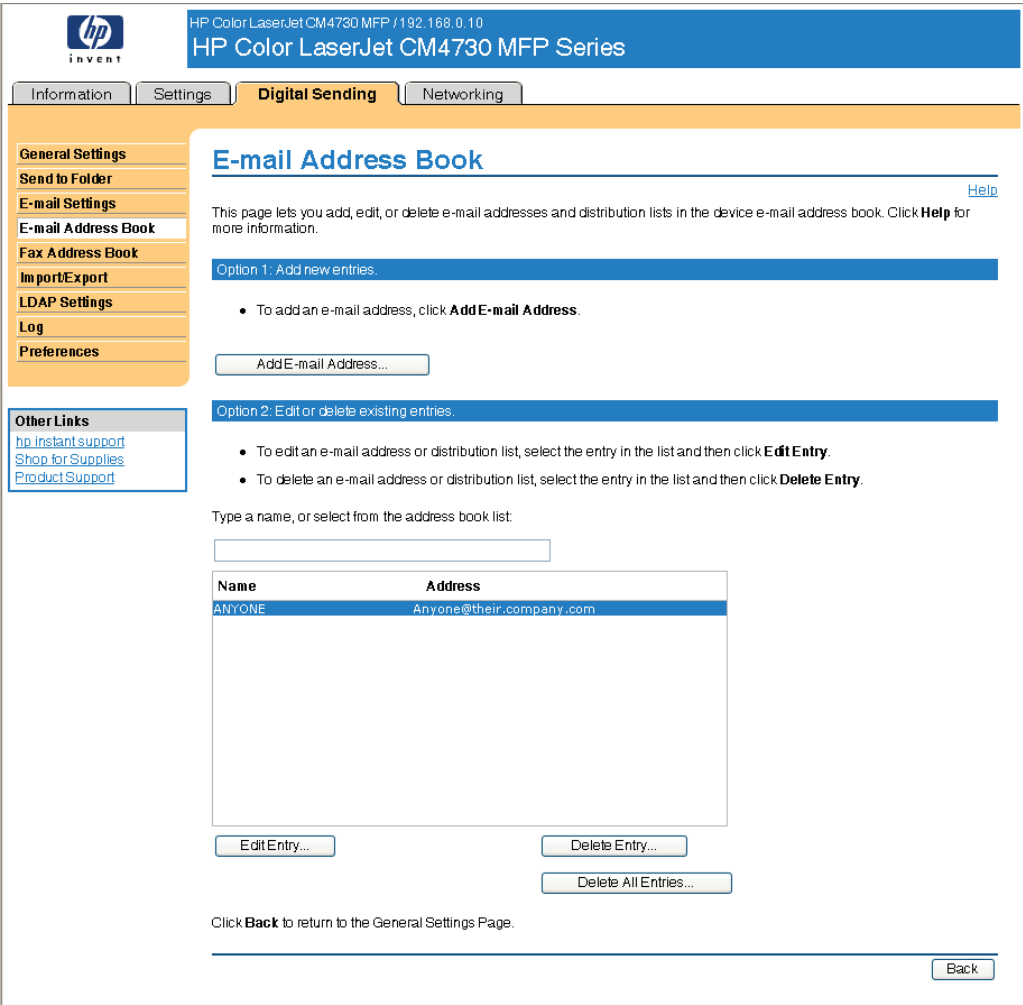 hp
invent
HP Color LaserJet CM4730 MFP / 192.168.0.10
HP Color LaserJet CM4730 MFP Series
Information
Settings
Digital Sending
Networking
General Settings
Send to Folder
E-mail Settings
E-mail Address Book
Fax Address Book
Import/Export
LDAP Settings
Log
Preferences
Other Links
hp instant support
Shop for Supplies
Product Support
E-mail Address Book
Help
This page lets you add, edit, or delete e-mail addresses and distribution lists in the device e-mail address book. Click Help for
more information.
Option 1: Add new entries.
• To add an e-mail address, click Add E-mail Address.
Add E-mail Address...
Option 2: Edit or delete existing entries.
• To edit an e-mail address or distribution list, select the entry in the list and then click Edit Entry.
• To delete an e-mail address or distribution list, select the entry in the list and then click Delete Entry.
Type a name, or select from the address book list:
Name Address
ANYONE Anyone@their.company.com
Edit Entry... Delete Entry...
Delete All Entries...
Click Back to return to the General Settings Page.
Back